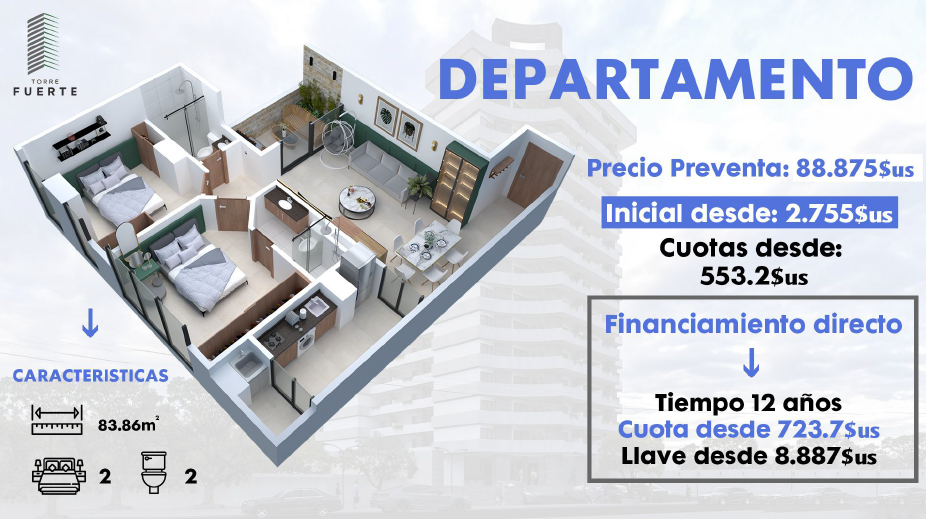 TORRE
FUERTE
DEPARTAMENTO
Precio Preventa: 88.875$us
Inicial desde: 2.755$us
Cuotas desde:
553.2$us
Financiamiento directo
Tiempo 12 años
Cuota desde 723.7$us
Llave desde 8.887$us
CARACTERISTICAS
83.86m²
2
2